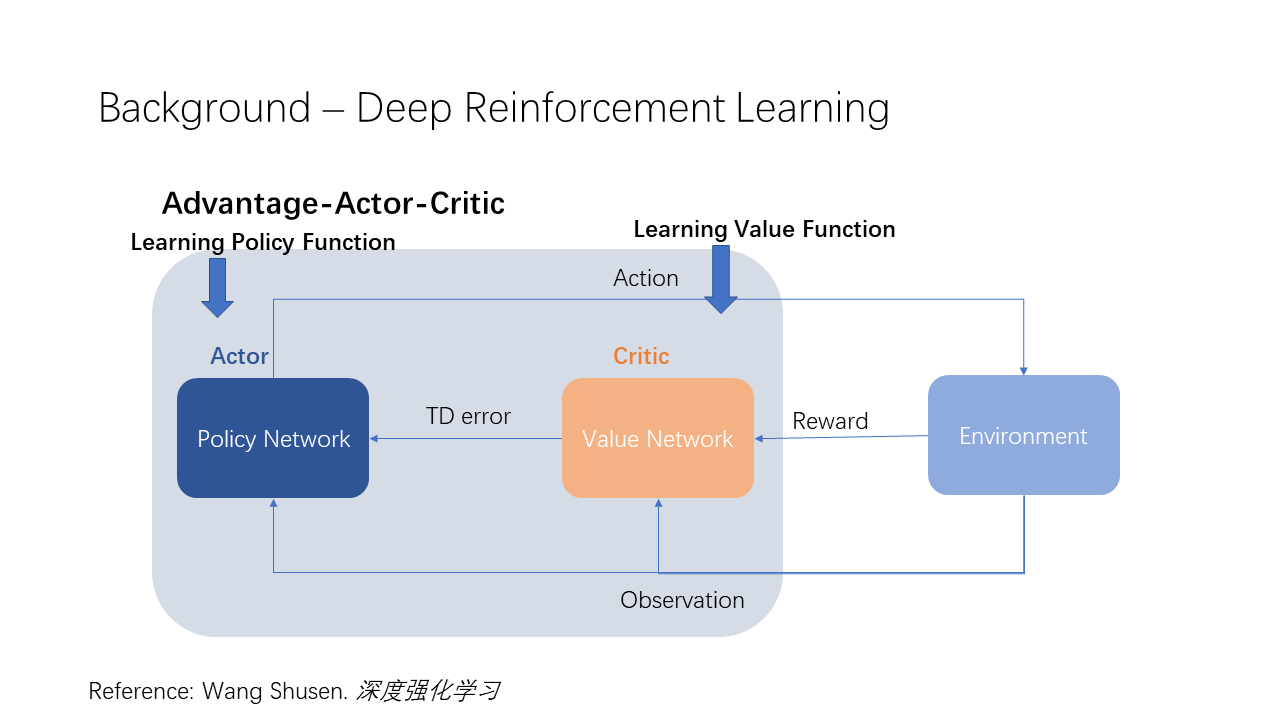 Background – Deep Reinforcement Learning
Advantage-Actor-Critic
Learning Policy Function
Learning Value Function
Action
Actor
Critic
Policy Network
TD error
Value Network
Reward
Environment
Observation
Reference: Wang Shusen. 深度强化学习